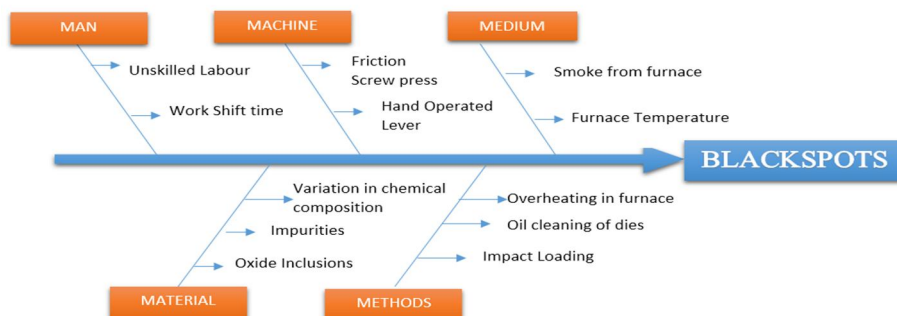 MAN
MACHINE
MEDIUM
Unskilled Labour
Work Shift time
Friction
Screw press
Hand Operated
Lever
Smoke from furnace
Furnace Temperature
BLACKSPOTS
Variation in chemical
composition
Impurities
Oxide Inclusions
Overheating in furnace
Oil cleaning of dies
Impact Loading
MATERIAL
METHODS